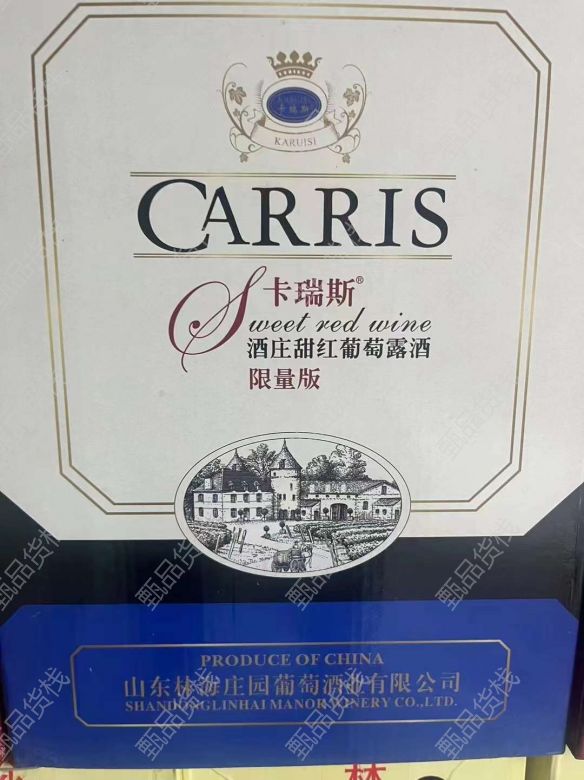 卡瑞斯
KARUISI
CARRIS
卡瑞斯®
Sweet red wine
酒庄甜红葡萄露酒
限量版
PRODUCE OF CHINA
山东林海庄园葡萄酒业有限公司
SHANDONGLINHAI MANOR WINERY CO.,LTD.
甄品货栈